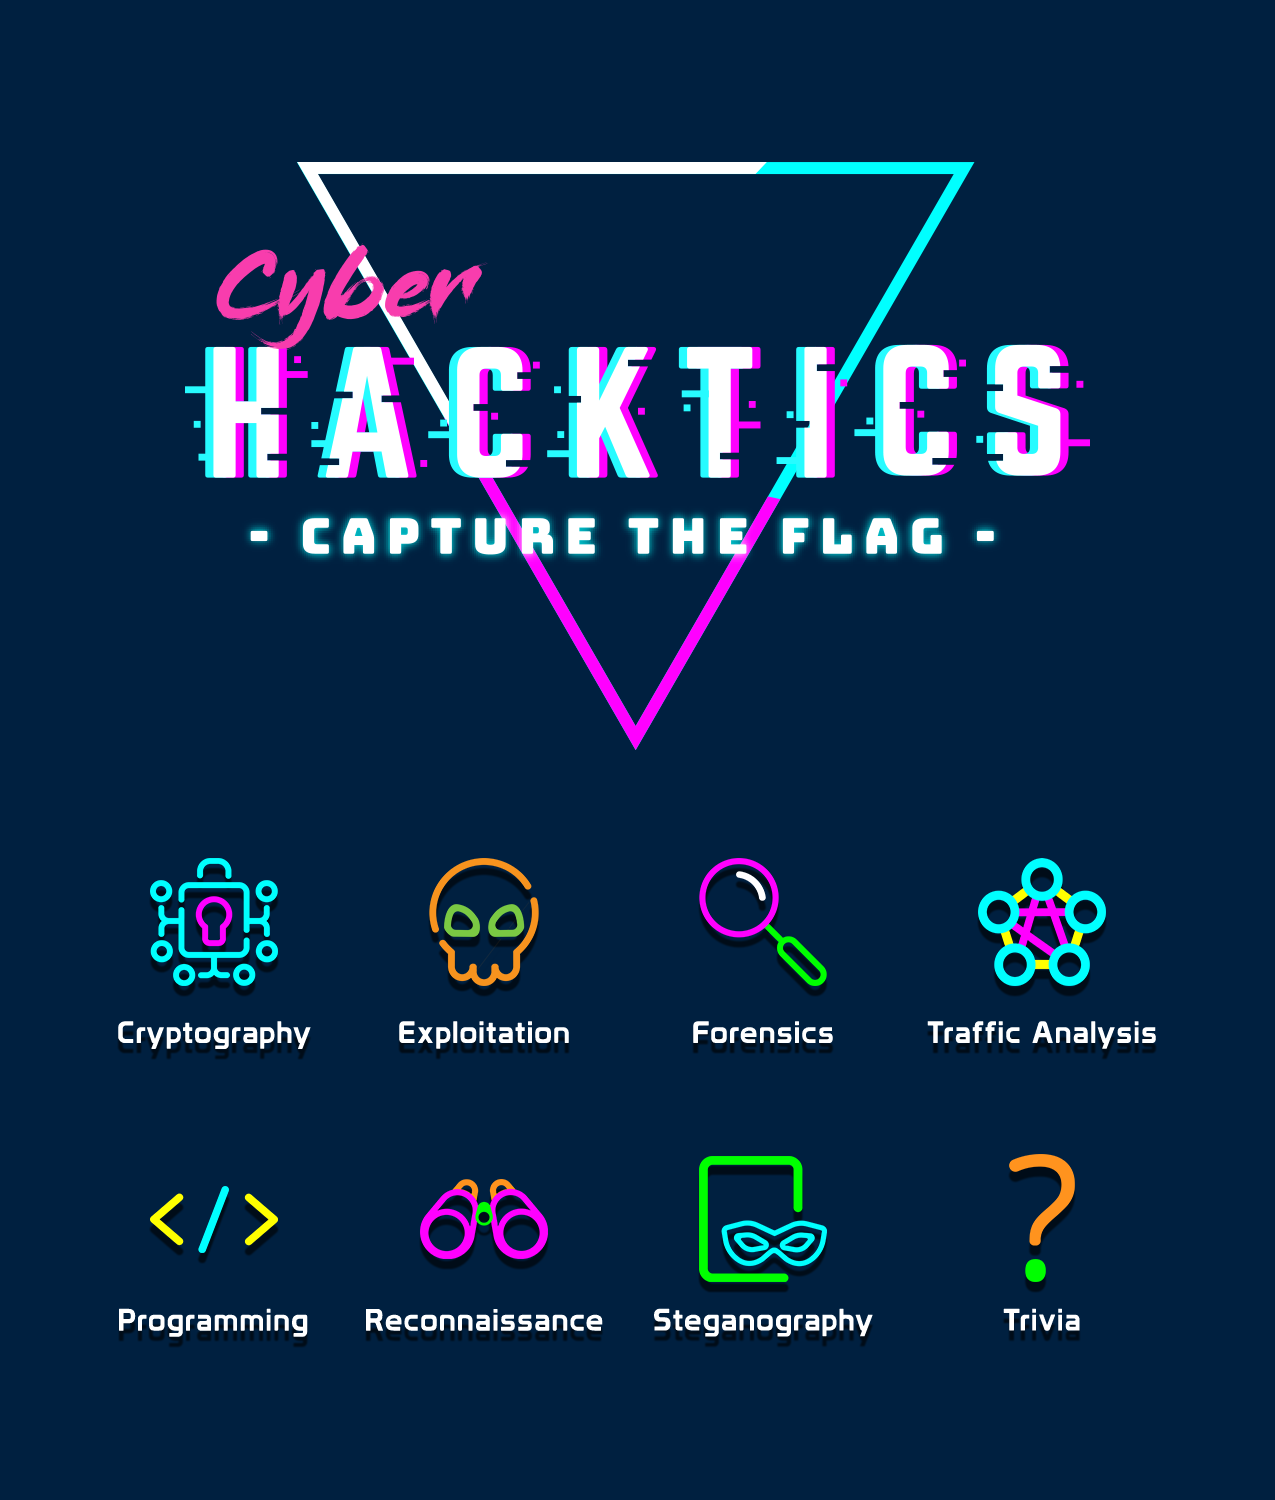 Cyber
HACKTICS
- CAPTURE THE FLAG -
Cryptography
Exploitation
Forensics
Traffic Analysis
Programming
Reconnaissance
Steganography
Trivia